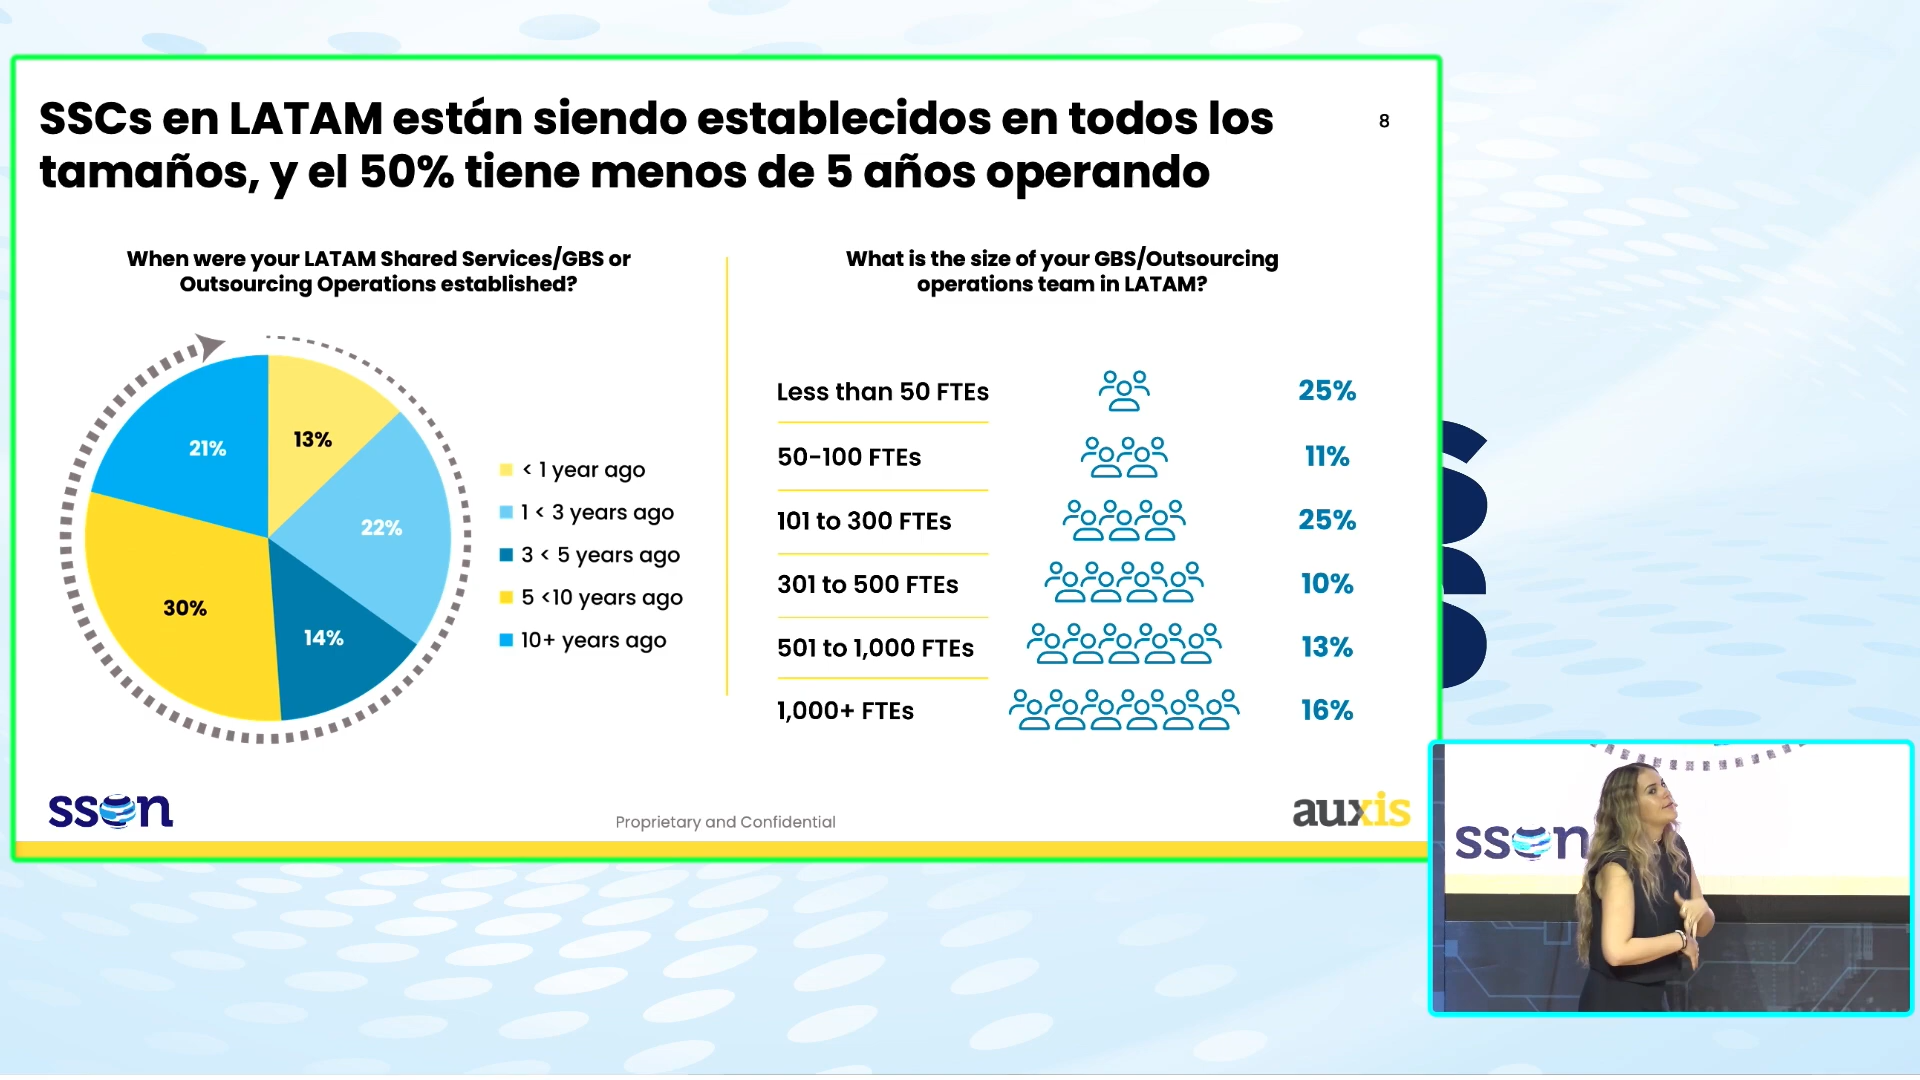 SSCs en LATAM están siendo establecidos en todos los
tamaños, y el 50% tiene menos de 5 años operando
8
When were your LATAM Shared Services/GBS or
Outsourcing Operations established?
21%
13%
22%
30%
14%
< 1 year ago
1 < 3 years ago
3 < 5 years ago
5 <10 years ago
10+ years ago
What is the size of your GBS/Outsourcing
operations team in LATAM?
Less than 50 FTEs 25%
50-100 FTEs 11%
101 to 300 FTEs 25%
301 to 500 FTEs 10%
501 to 1,000 FTEs 13%
1,000+ FTEs 16%
sson
Proprietary and Confidential
auxis
sson